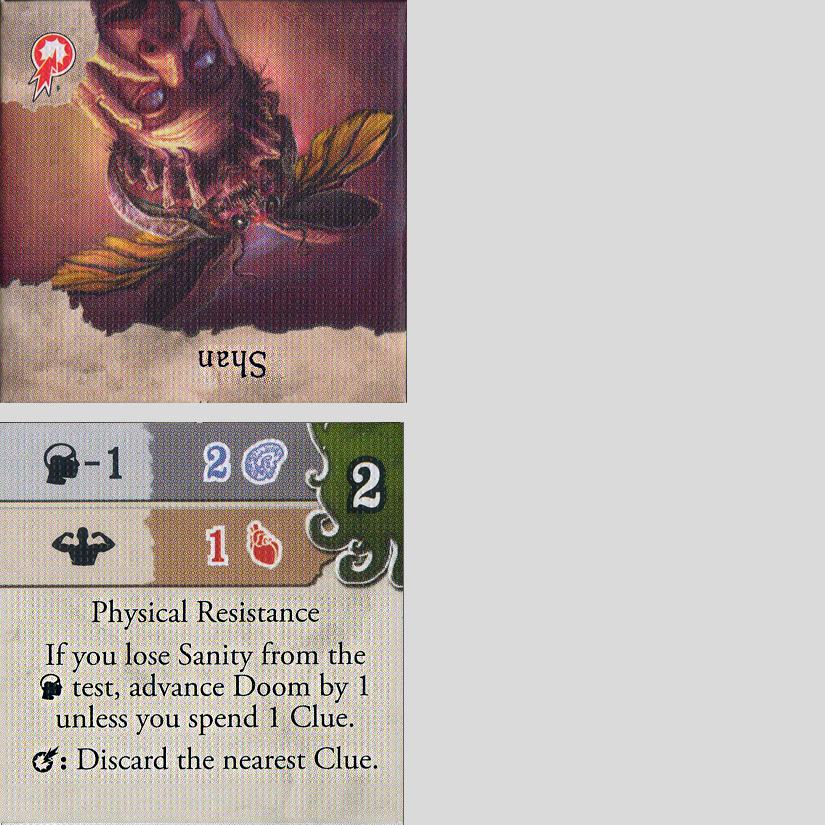 Shan
-1 2 2
1
Physical Resistance
If you lose Sanity from the
test, advance Doom by 1
unless you spend 1 Clue.
: Discard the nearest Clue.